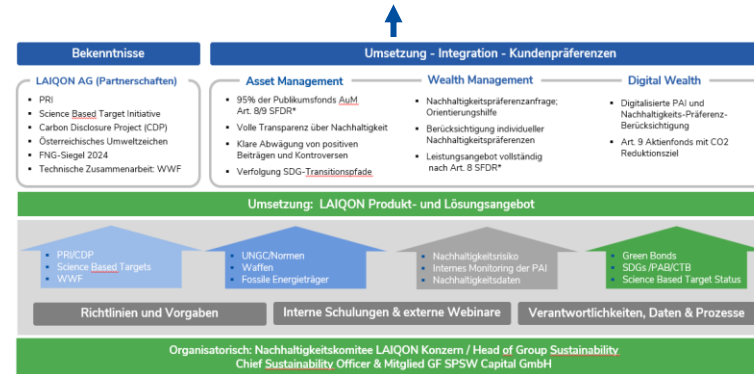 Bekenntnisse
Umsetzung - Integration - Kundenpräferenzen
LAIQON AG (Partnerschaften)
▪ PRI
▪ Science Based Target Initiative
▪ Carbon Disclosure Project (CDP)
▪ Österreichisches Umweltzeichen
▪ FNG-Siegel 2024
▪ Technische Zusammenarbeit: WWF
Asset Management
▪ 95% der Publikumsfonds AuM
Art. 8/9 SFDR*
▪ Volle Transparenz über Nachhaltigkeit
▪ Klare Abwägung von positiven
Beiträgen und Kontroversen
▪ Verfolgung SDG-Transitionspfade
Wealth Management
▪ Nachhaltigkeitspräferenzanfrage;
Orientierungshilfe
▪ Berücksichtigung individueller
Nachhaltigkeitspräferenzen
▪ Leistungsangebot vollständig
nach Art. 8 SFDR*
Digital Wealth
▪ Digitalisierte PAI und
Nachhaltigkeits-Präferenz-
Berücksichtigung
▪ Art. 9 Aktienfonds mit CO2
Reduktionsziel
Umsetzung: LAIQON Produkt- und Lösungsangebot
▪ PRI/CDP
▪ Science Based Targets
▪ WWF
▪ UNGC/Normen
▪ Waffen
▪ Fossile Energieträger
▪ Nachhaltigkeitsrisiko
▪ Internes Monitoring der PAI
▪ Nachhaltigkeitsdaten
▪ Green Bonds
▪ SDGs /PAB/CTB
▪ Science Based Target Status
Richtlinien und Vorgaben
Interne Schulungen & externe Webinare
Verantwortlichkeiten, Daten & Prozesse
Organisatorisch: Nachhaltigkeitskomitee LAIQON Konzern / Head of Group Sustainability
Chief Sustainability Officer & Mitglied GF SPSW Capital GmbH